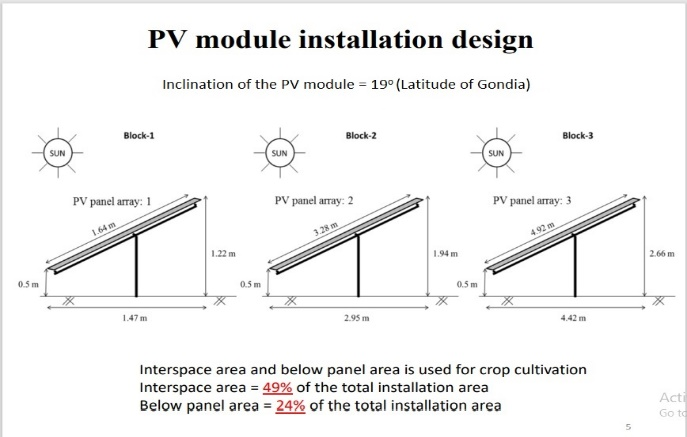 PV module installation design
Inclination of the PV module = 19° (Latitude of Gondia)
Block-1
Block-2
Block-3
SUN
SUN
SUN
PV panel array: 1
PV panel array: 2
PV panel array: 3
1.64 m
3.28 m
4.92 m
1.22 m
1.94 m
2.66 m
0.5 m
0.5 m
0.5 m
1.47 m
2.95 m
4.42 m
Interspace area and below panel area is used for crop cultivation
Interspace area = 49% of the total installation area
Below panel area = 24% of the total installation area
Acti
Go to
5